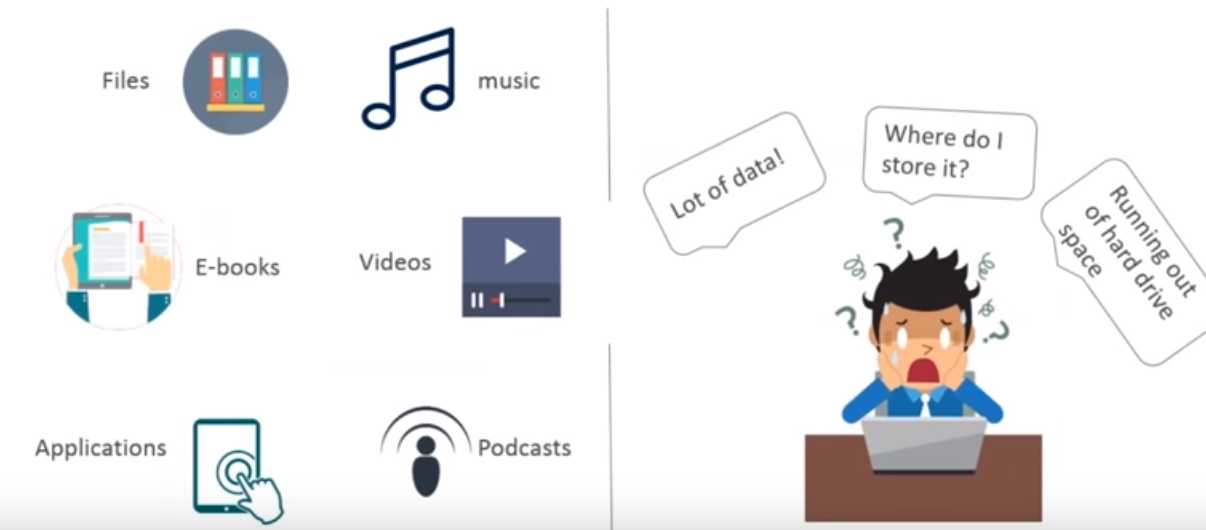 Files
music
E-books
Videos
Applications
Podcasts
Lot of data!
Where do I
store it?
Running out
of hard drive
space